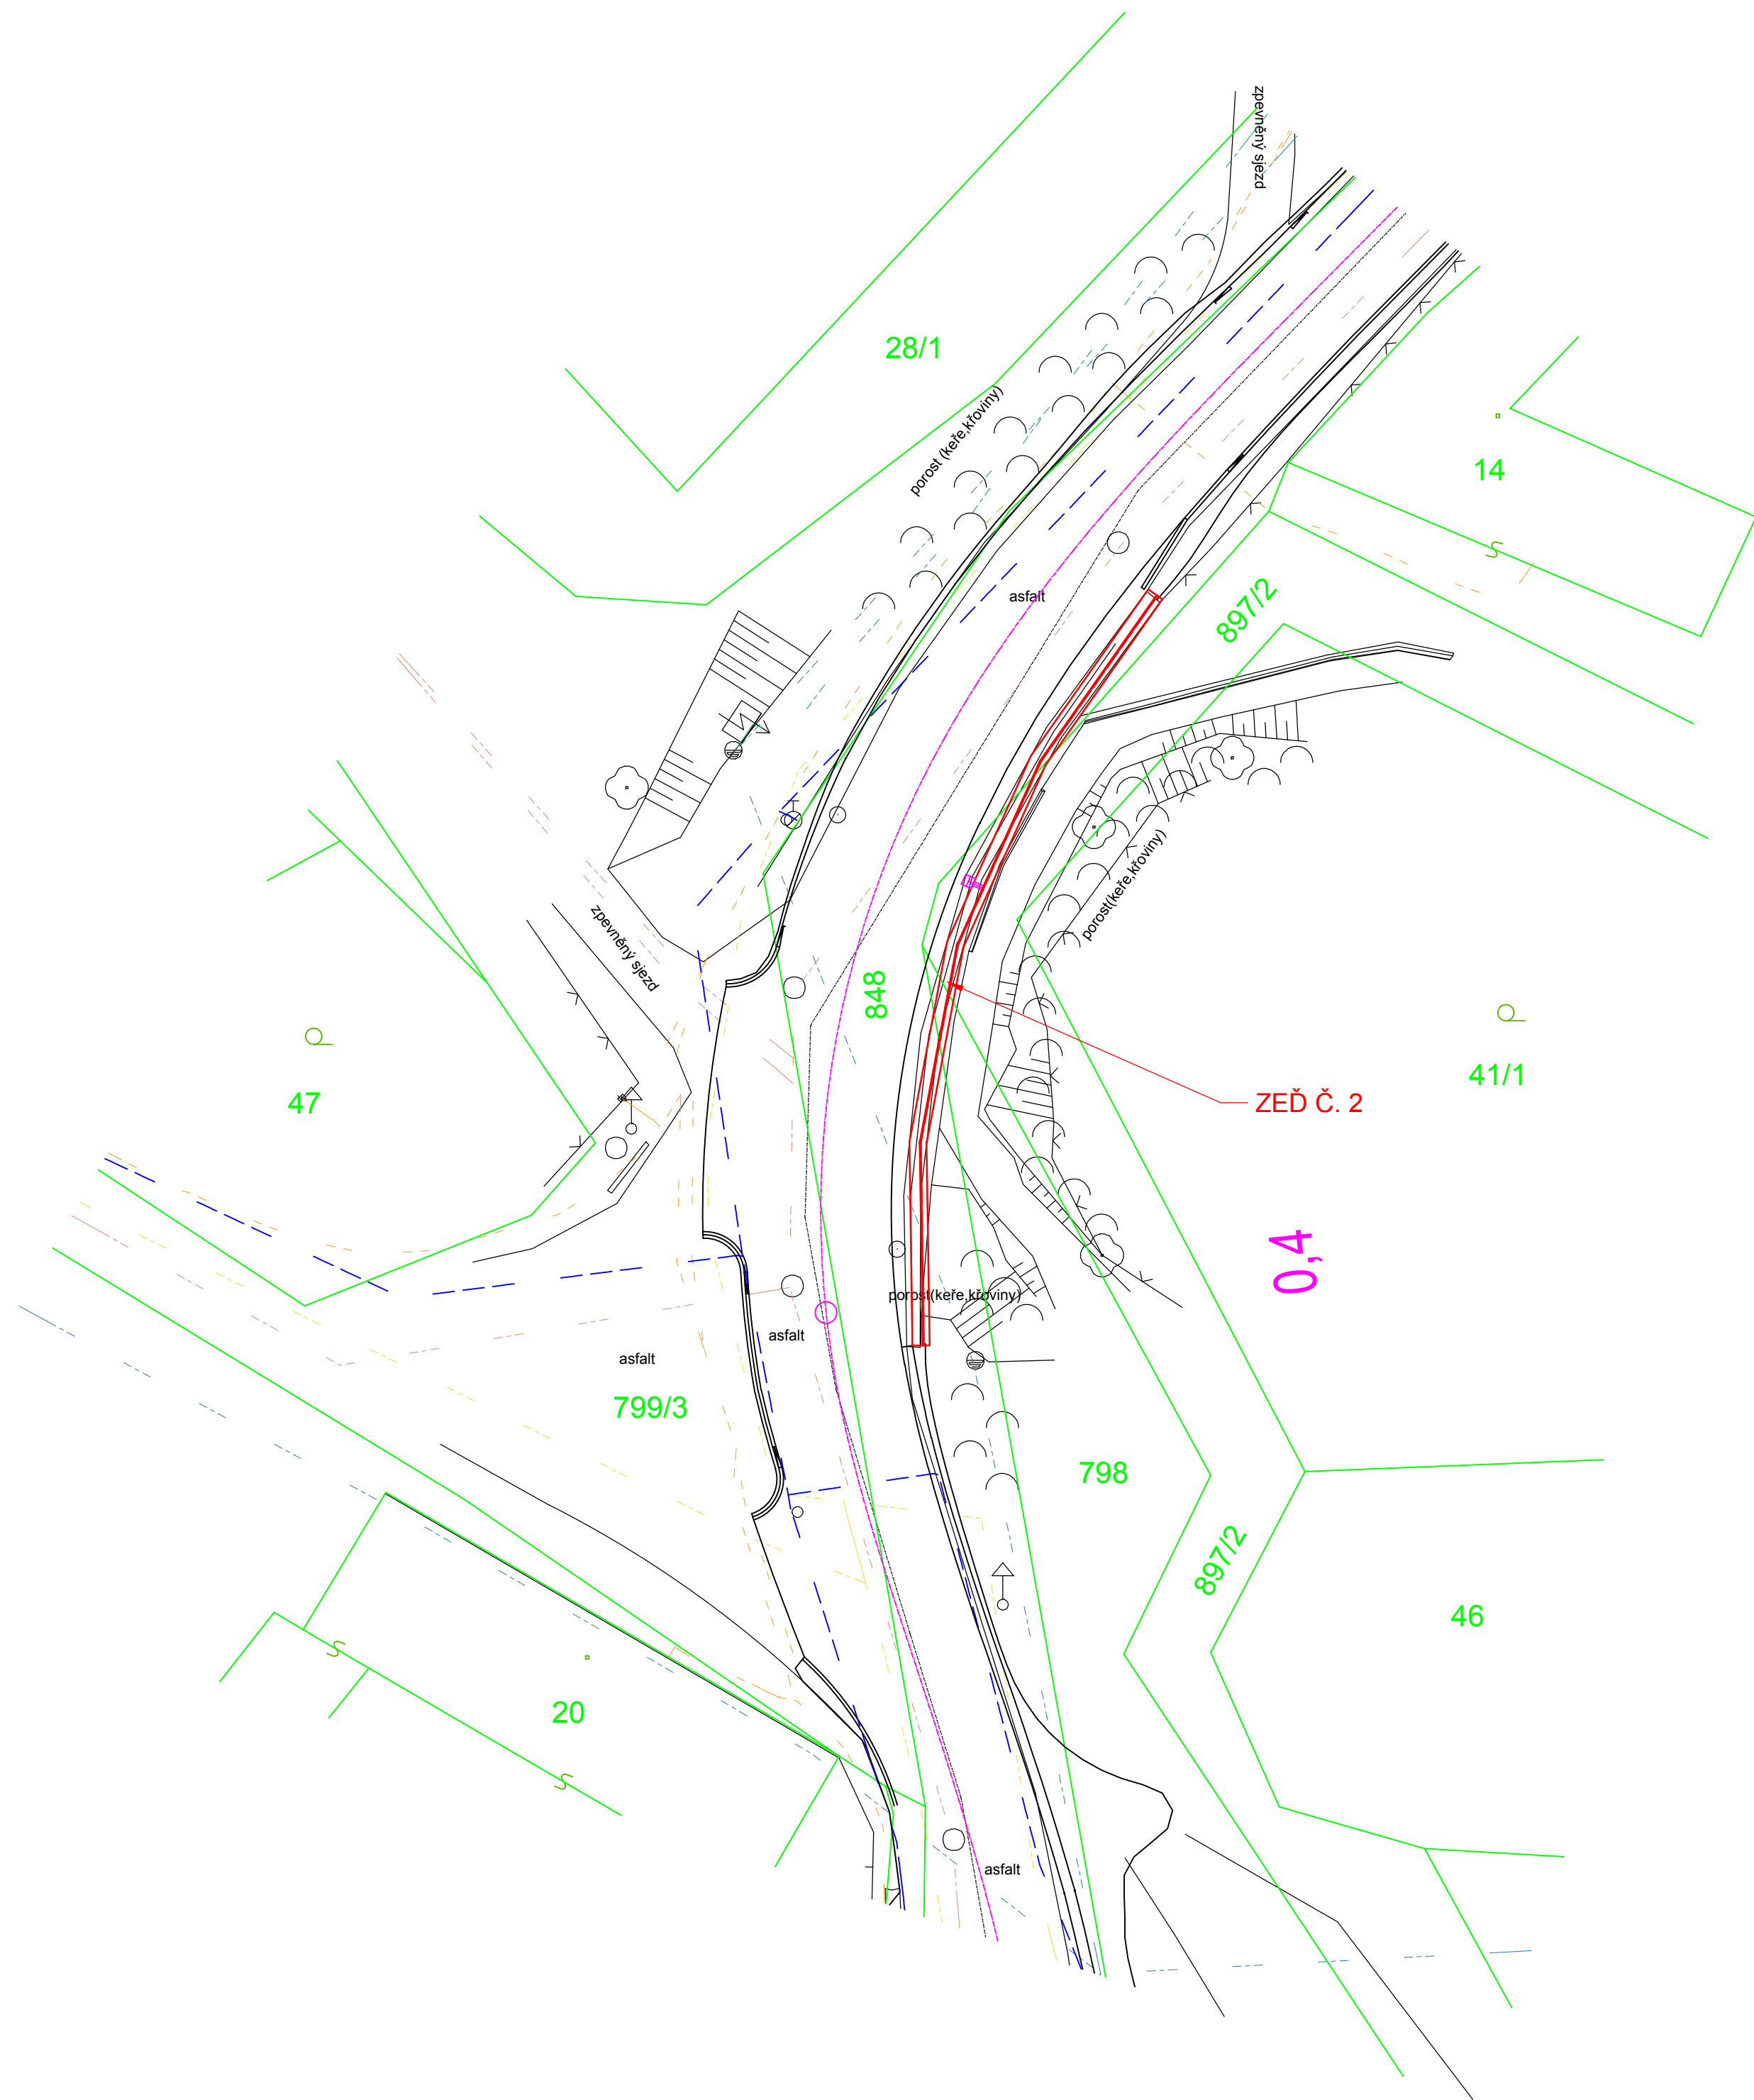 zpevněný sjezd
28/1
porost (keře,křoviny)
14
asfalt
897/2
porost(keře,křoviny)
zpevněný sjezd
848
47
41/1
ZEĎ Č. 2
0,4
porost(keře,křoviny)
asfalt
asfalt
799/3
798
897/2
46
20
asfalt